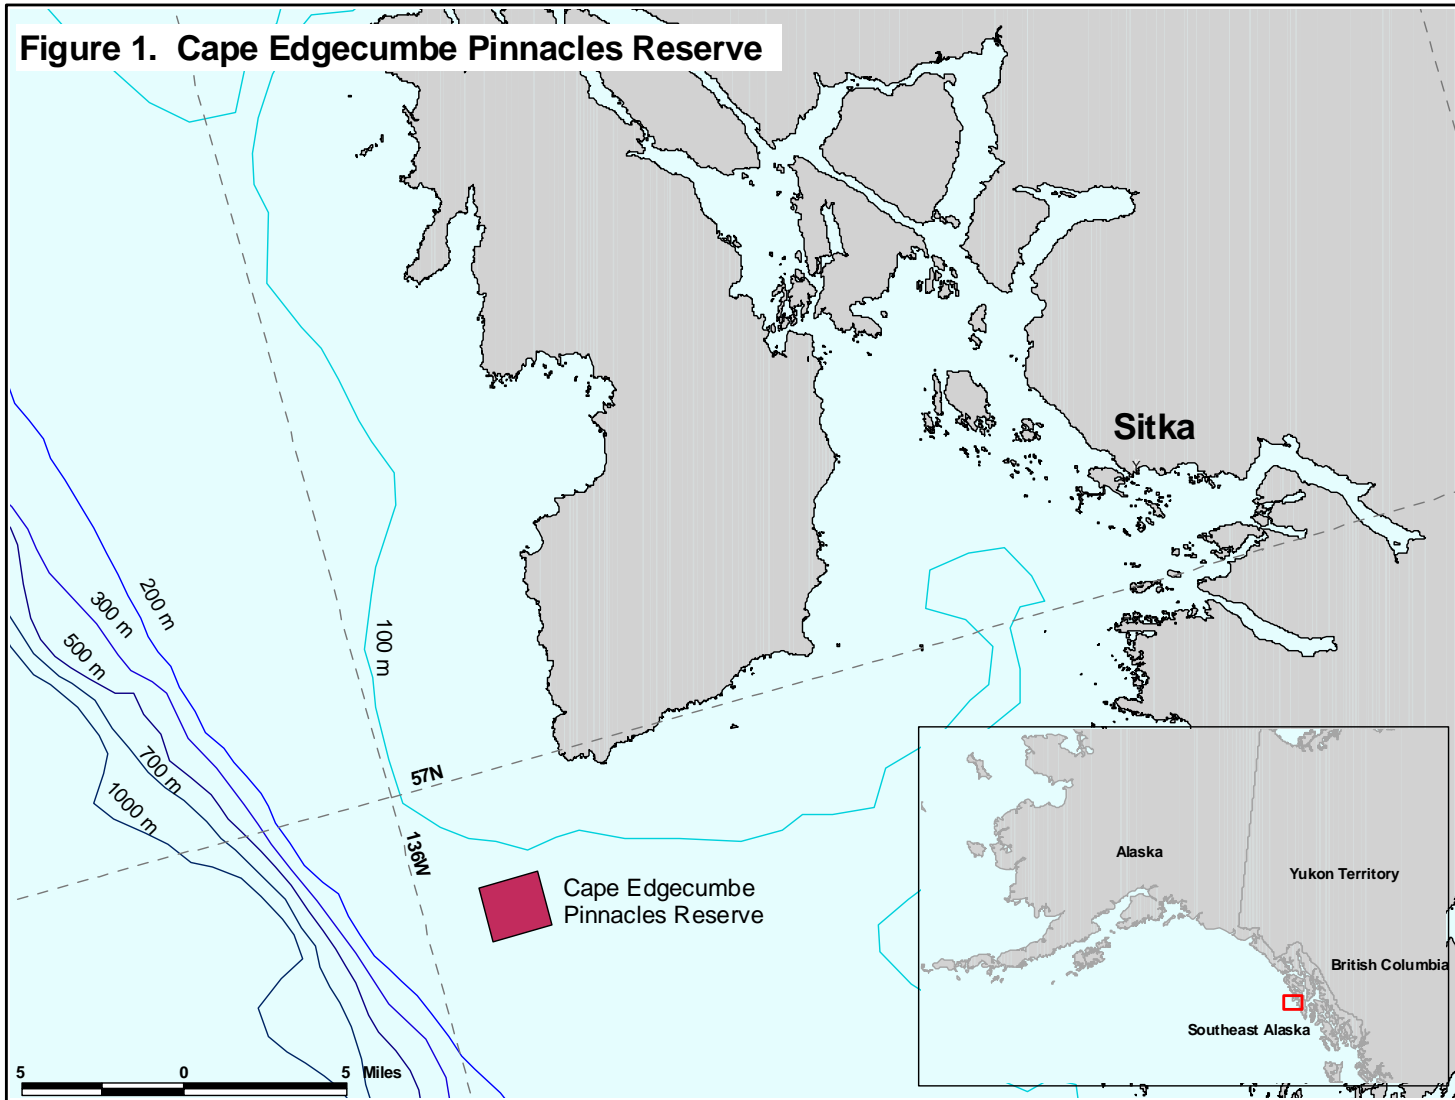 Figure 1.  Cape Edgecumbe Pinnacles Reserve
Sitka
200 m
300 m
500 m
100 m
700 m
1000 m
57N
136W
Cape Edgecumbe
Pinnacles Reserve
Alaska
Yukon Territory
British Columbia
Southeast Alaska
5 0 5 Miles